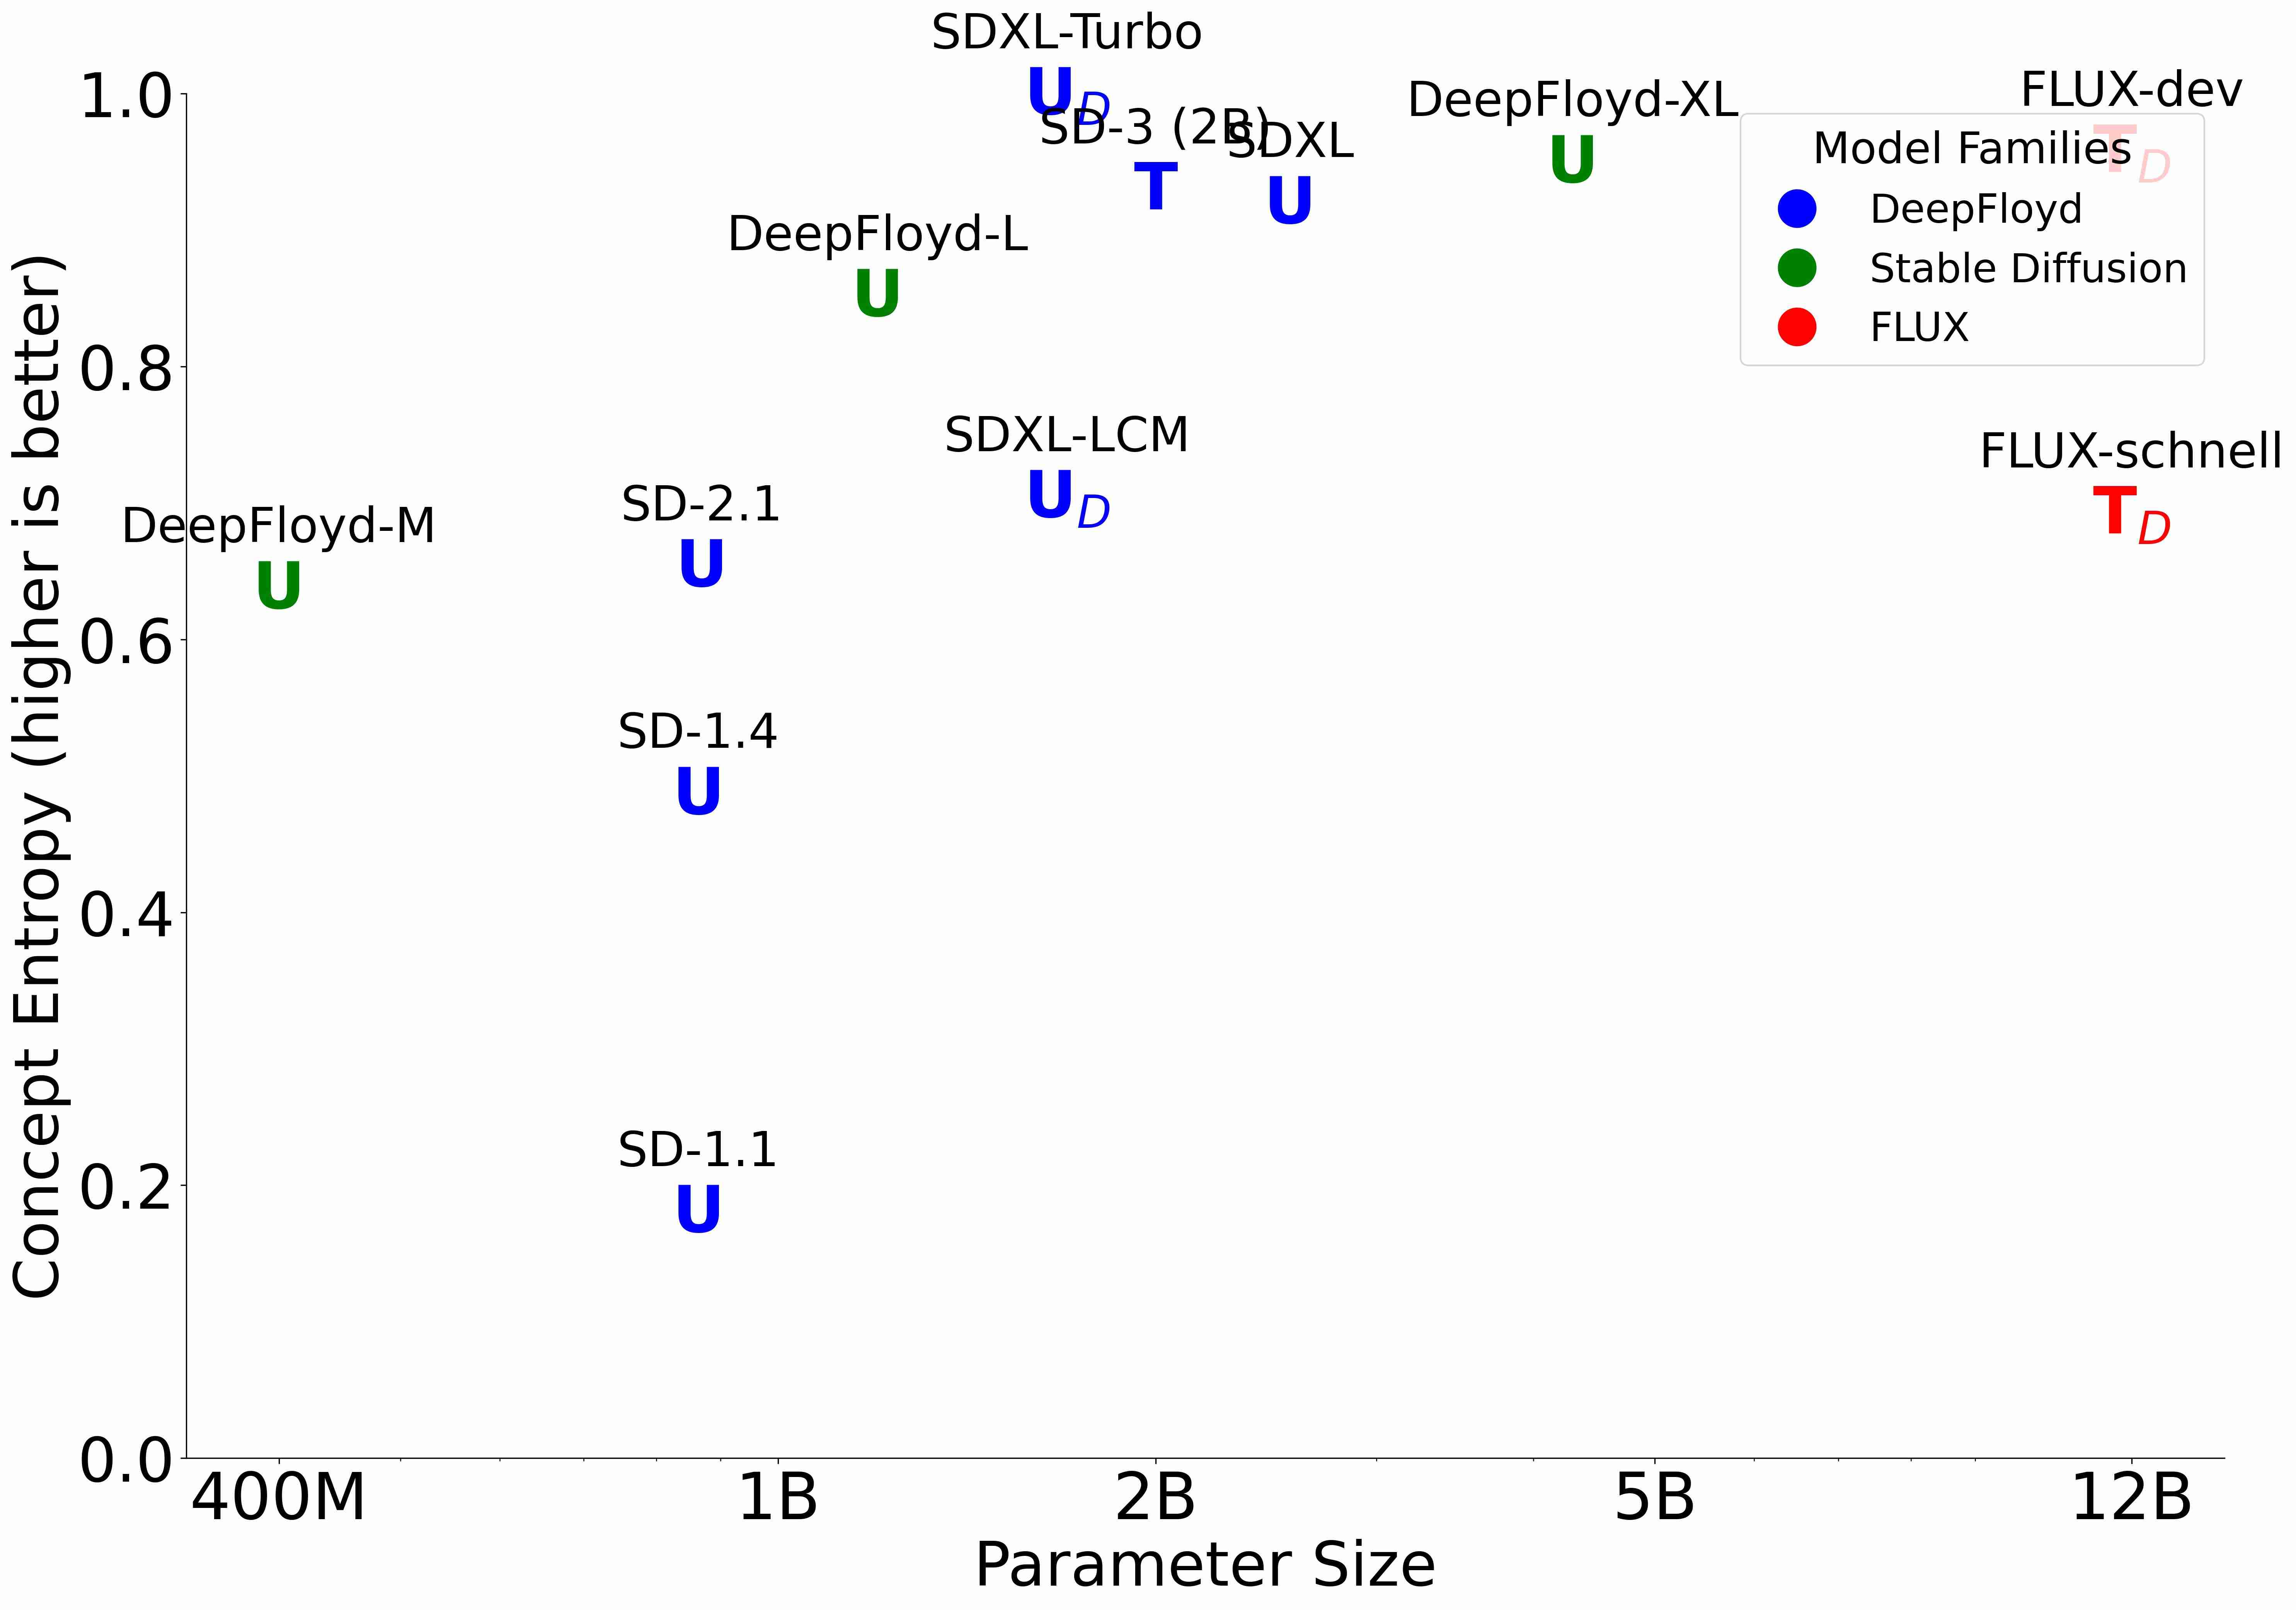 SDXL-Turbo
U_D
SD-3 (2B)
T
SDXL
U
DeepFloyd-XL
U
FLUX-dev
T_D
Model Families
DeepFloyd
Stable Diffusion
FLUX
DeepFloyd-L
U
SDXL-LCM
U_D
FLUX-schnell
T_D
SD-2.1
U
DeepFloyd-M
U
SD-1.4
U
SD-1.1
U
Concept Entropy (higher is better)
1.0
0.8
0.6
0.4
0.2
0.0
400M
1B
2B
5B
12B
Parameter Size